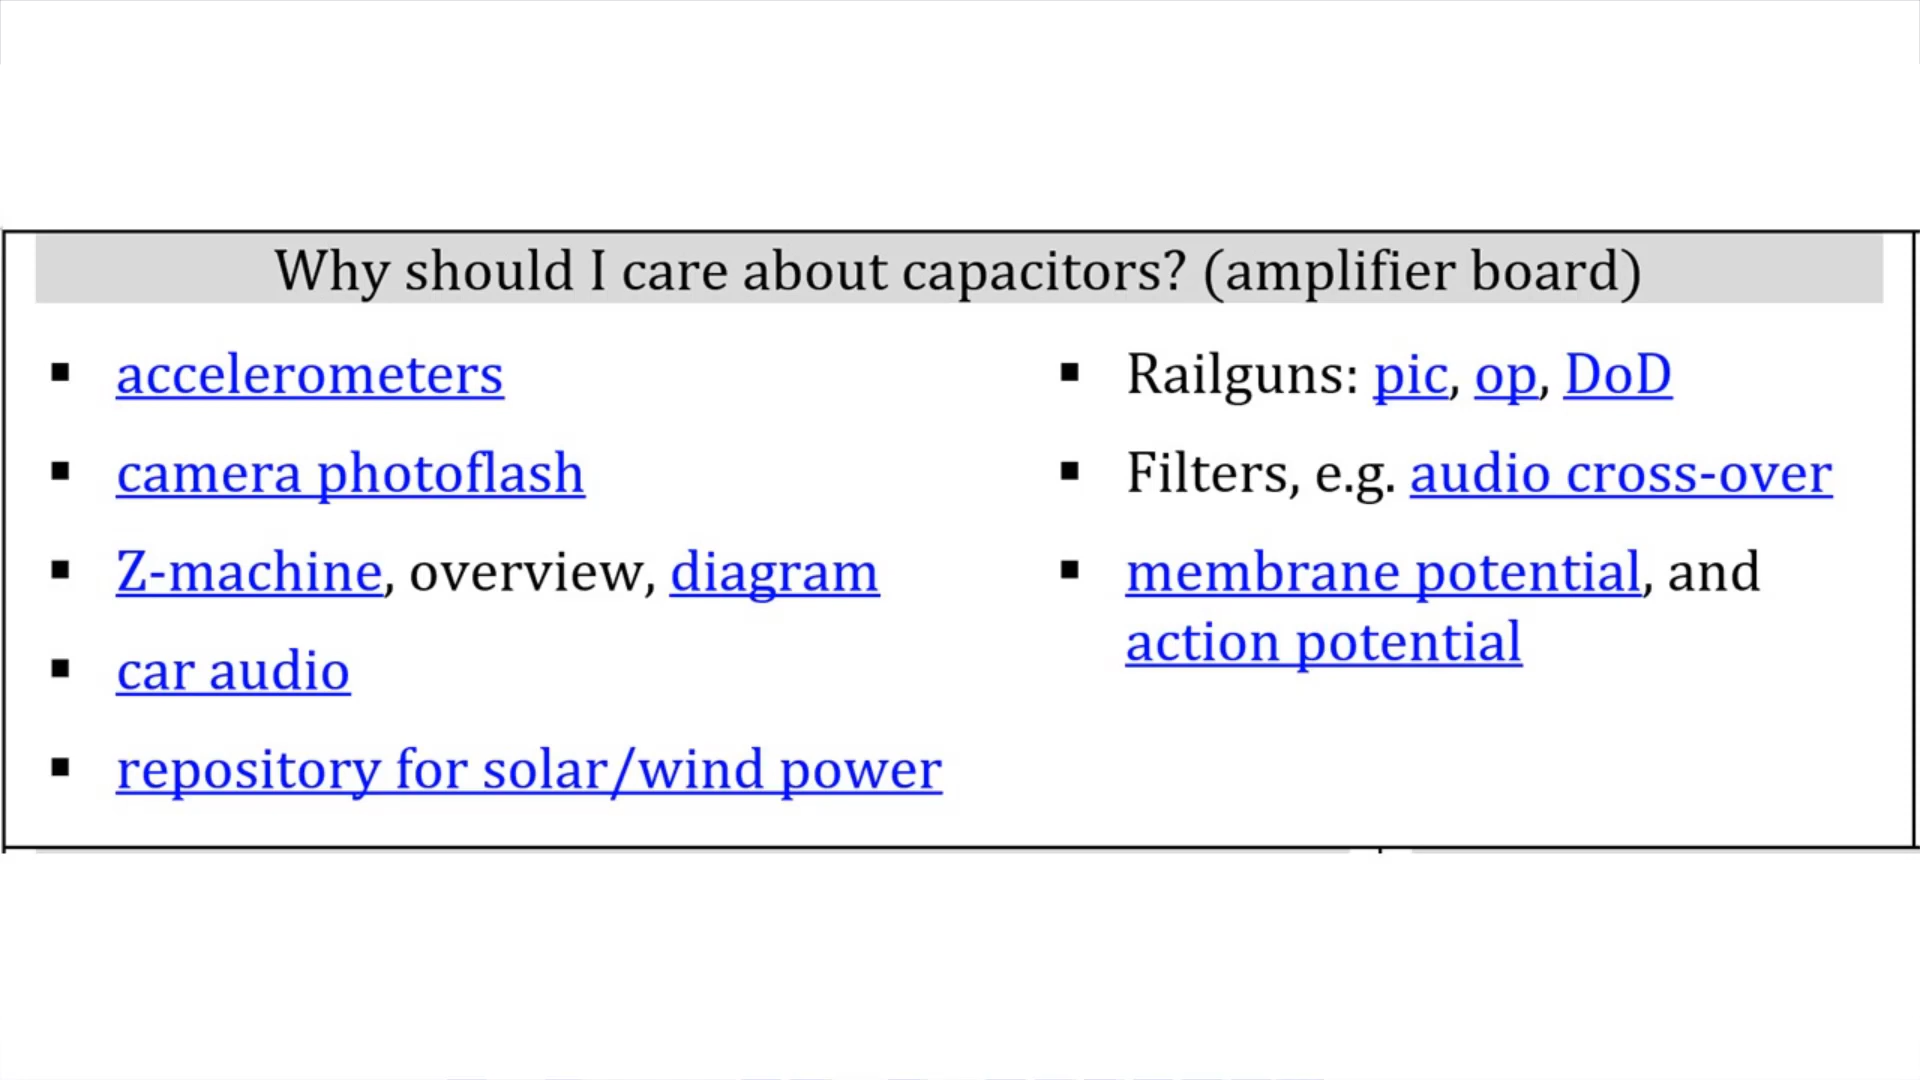 Why should I care about capacitors? (amplifier board)
▪ accelerometers
▪ camera photoflash
▪ Z-machine, overview, diagram
▪ car audio
▪ repository for solar/wind power
▪ Railguns: pic, op, DoD
▪ Filters, e.g. audio cross-over
▪ membrane potential, and
action potential